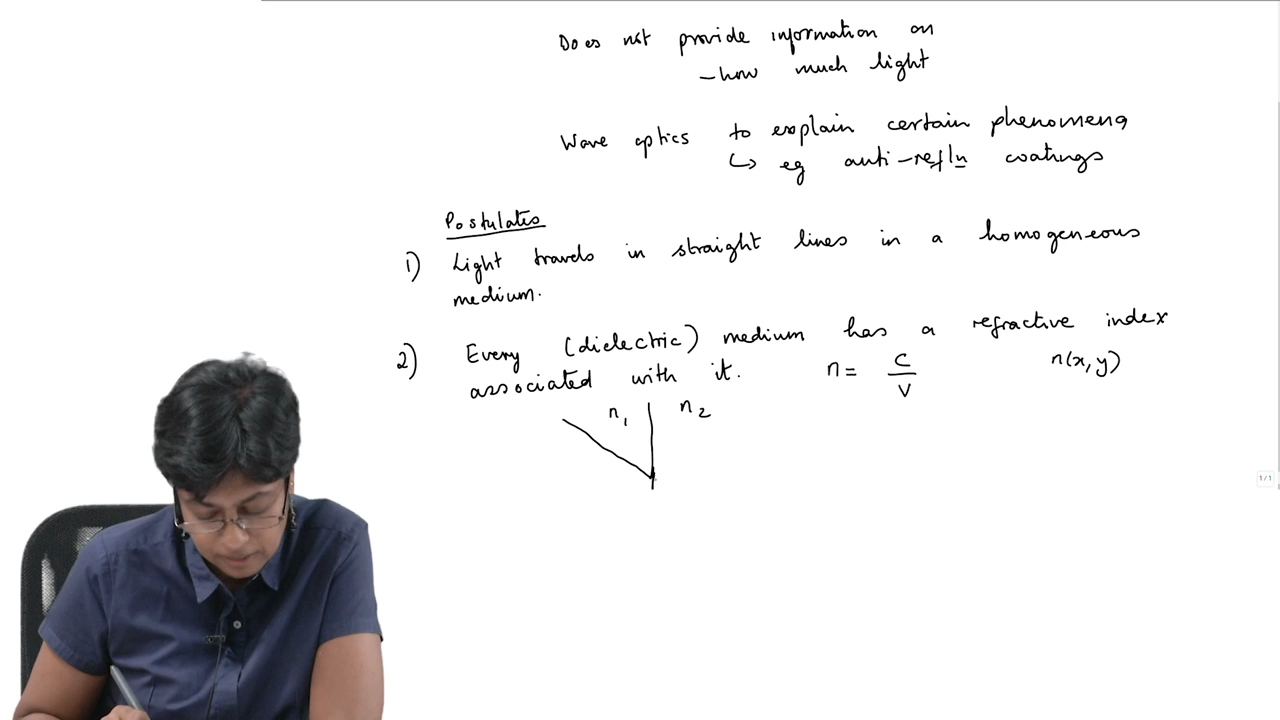 Does not provide information on
-how much light
Wave optics to explain certain phenomena
↳ eg anti-refln coatings
Postulates
1) Light travels in straight lines in a homogeneous
medium.
2) Every (dielectric) medium has a refractive index
associated with it. n = c/v n(x,y)
n1 n2
1/1